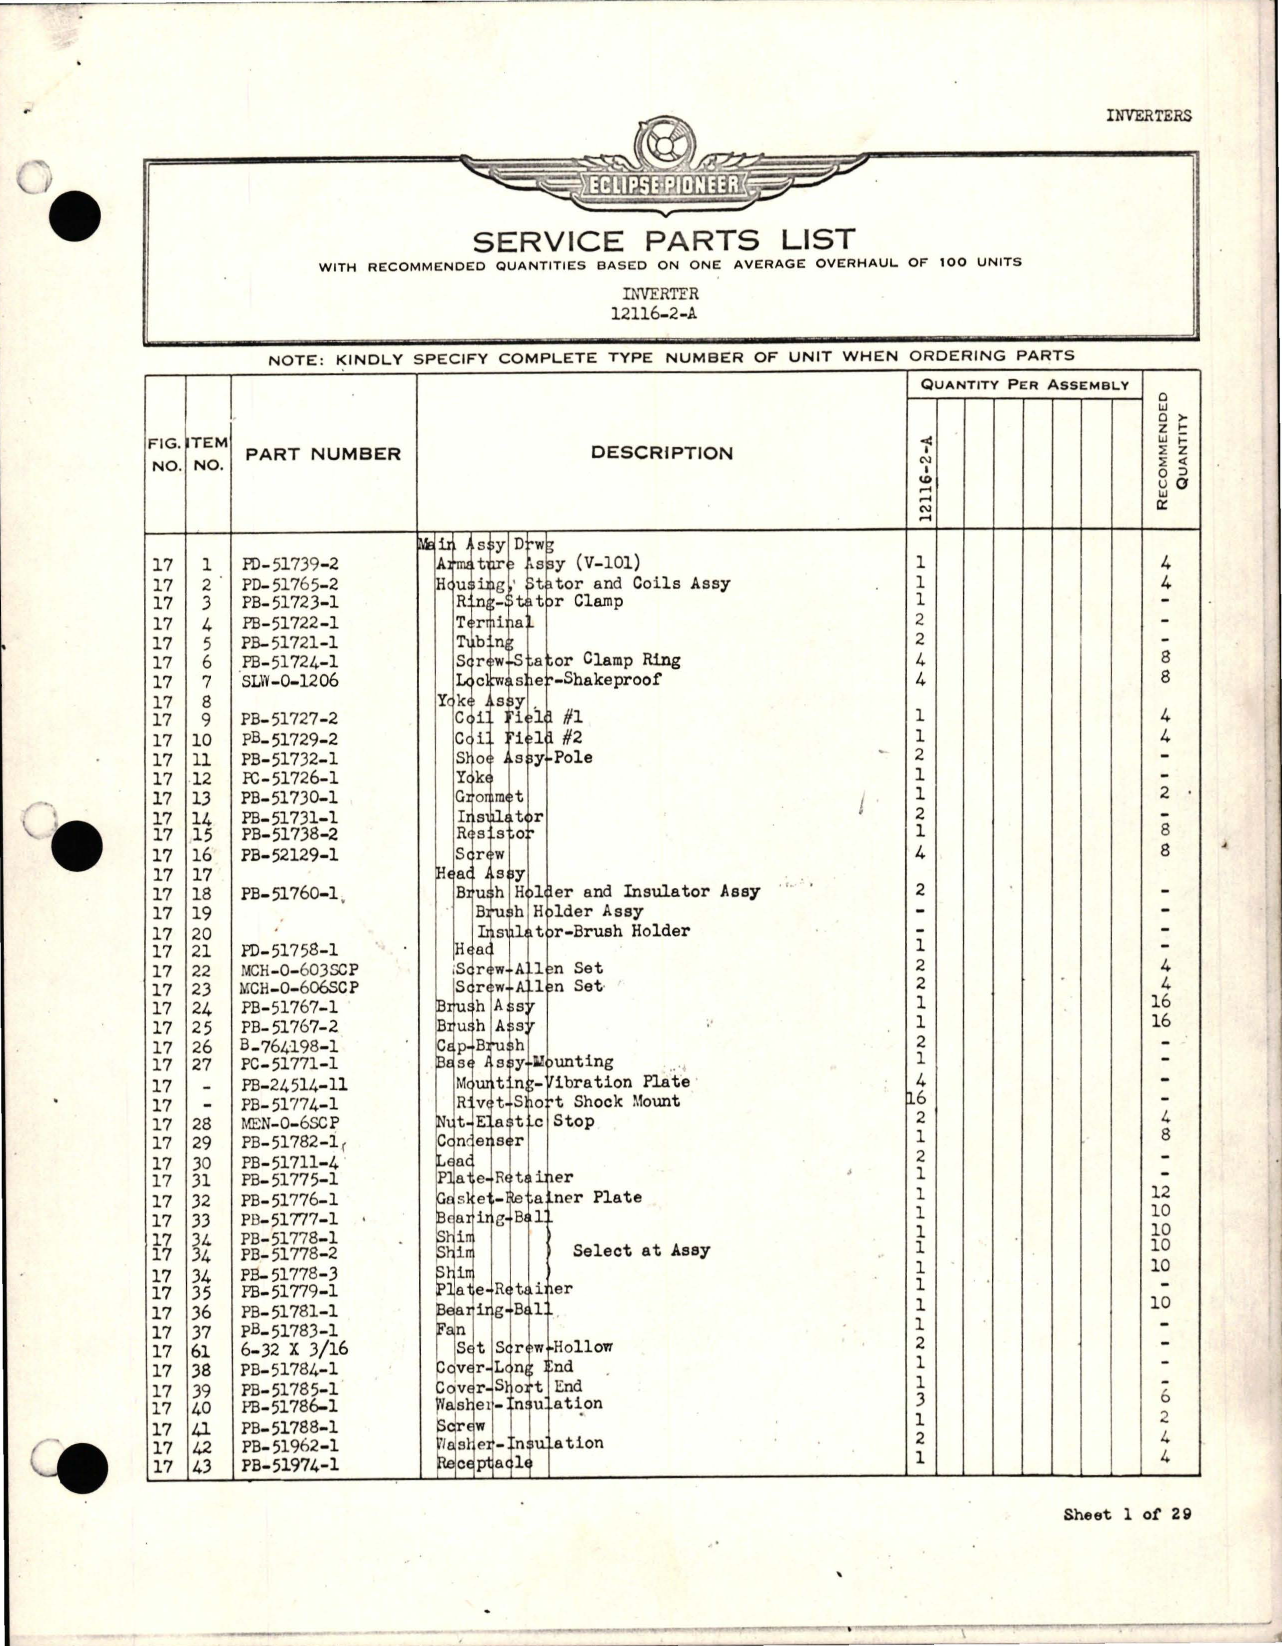 INVERTERS
ECLIPSE-PIONEER
SERVICE PARTS LIST
WITH RECOMMENDED QUANTITIES BASED ON ONE AVERAGE OVERHAUL OF 100 UNITS
INVERTER
12116-2-A
NOTE: KINDLY SPECIFY COMPLETE TYPE NUMBER OF UNIT WHEN ORDERING PARTS
FIG. NO. ITEM NO. PART NUMBER DESCRIPTION QUANTITY PER ASSEMBLY 12116-2-A RECOMMENDED QUANTITY
Main Assy Drwg
17 1 PD-51739-2 Armature Assy (V-101) 1 4
17 2 PD-51765-2 Housing, Stator and Coils Assy 1 4
17 3 PB-51723-1 Ring-Stator Clamp 1 -
17 4 PB-51722-1 Terminal 2 -
17 5 PB-51721-1 Tubing 2 -
17 6 PB-51724-1 Screw-Stator Clamp Ring 4 8
17 7 SLW-0-1206 Lockwasher-Shakeproof 4 8
17 8 Yoke Assy
17 9 PB-51727-2 Coil Field #1 1 4
17 10 PB-51729-2 Coil Field #2 1 4
17 11 PB-51732-1 Shoe Assy-Pole 2 -
17 12 PC-51726-1 Yoke 1 -
17 13 PB-51730-1 Grommet 1 2
17 14 PB-51731-1 Insulator 2 -
17 15 PB-51738-2 Resistor 1 8
17 16 PB-52129-1 Screw 4 8
17 17 Head Assy
17 18 PB-51760-1 Brush Holder and Insulator Assy 2 -
17 19 Brush Holder Assy - -
17 20 Insulator-Brush Holder - -
17 21 PD-51758-1 Head 1 -
17 22 MCH-0-603SCP Screw-Allen Set 2 4
17 23 MCH-0-606SCP Screw-Allen Set 2 4
17 24 PB-51767-1 Brush Assy 1 16
17 25 PB-51767-2 Brush Assy 1 16
17 26 B-764198-1 Cap-Brush 2 -
17 27 PC-51771-1 Base Assy-Mounting 1 -
17 - PB-24514-11 Mounting-Vibration Plate 4 -
17 - PB-51774-1 Rivet-Short Shock Mount 16 -
17 28 MEN-0-6SCP Nut-Elastic Stop 2 4
17 29 PB-51782-1 Condenser 1 8
17 30 PB-51711-4 Lead 2 -
17 31 PB-51775-1 Plate-Retainer 1 -
17 32 PB-51776-1 Gasket-Retainer Plate 1 12
17 33 PB-51777-1 Bearing-Ball 1 10
17 34 PB-51778-1 Shim 1 10
17 34 PB-51778-2 Shim } Select at Assy 1 10
17 34 PB-51778-3 Shim 1 10
17 35 PB-51779-1 Plate-Retainer 1 -
17 36 PB-51781-1 Bearing-Ball 1 10
17 37 PB-51783-1 Fan 1 -
17 61 6-32 X 3/16 Set Screw-Hollow 2 -
17 38 PB-51784-1 Cover-Long End 1 -
17 39 PB-51785-1 Cover-Short End 1 -
17 40 PB-51786-1 Washer-Insulation 3 6
17 41 PB-51788-1 Screw 1 2
17 42 PB-51962-1 Washer-Insulation 2 4
17 43 PB-51974-1 Receptacle 1 4
Sheet 1 of 29